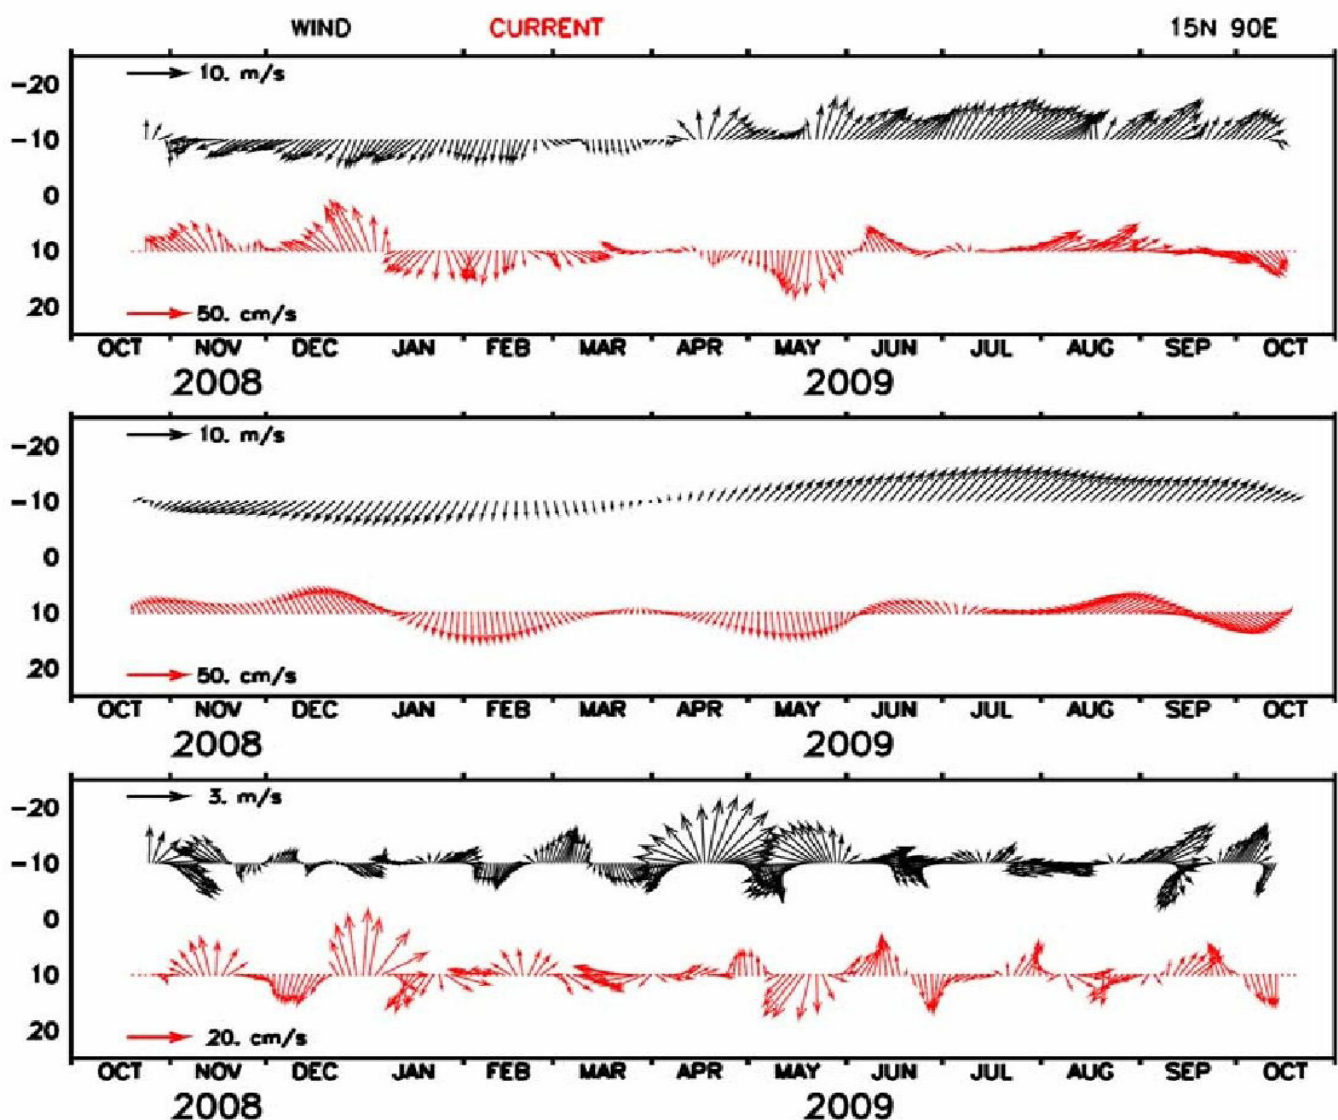 WIND CURRENT 15N 90E
10. m/s
-20
-10
0
10
20
50. cm/s
OCT NOV DEC JAN FEB MAR APR MAY JUN JUL AUG SEP OCT
2008 2009
10. m/s
-20
-10
0
10
20
50. cm/s
OCT NOV DEC JAN FEB MAR APR MAY JUN JUL AUG SEP OCT
2008 2009
3. m/s
-20
-10
0
10
20
20. cm/s
OCT NOV DEC JAN FEB MAR APR MAY JUN JUL AUG SEP OCT
2008 2009